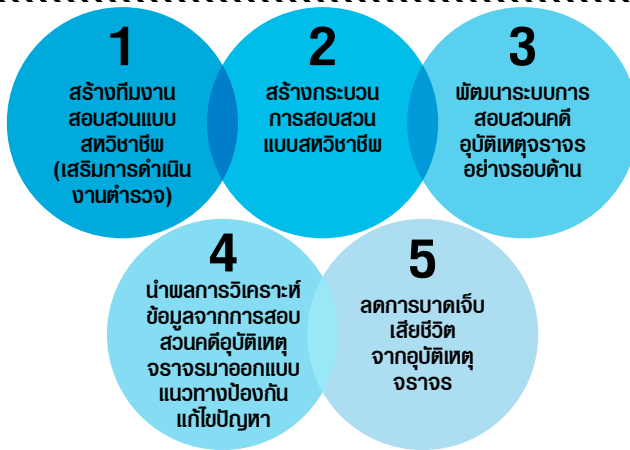 1
สร้างทีมงาน
สอบสวนแบบ
สหวิชาชีพ
(เสริมการดำเนิน
งานตำรวจ)
2
สร้างกระบวน
การสอบสวน
แบบสหวิชาชีพ
3
พัฒนาระบบการ
สอบสวนคดี
อุบัติเหตุจราจร
อย่างรอบด้าน
4
นำผลการวิเคราะห์
ข้อมูลจากการสอบ
สวนคดีอุบัติเหตุ
จราจรมาออกแบบ
แนวทางป้องกัน
แก้ไขปัญหา
5
ลดการบาดเจ็บ
เสียชีวิต
จากอุบัติเหตุ
จราจร